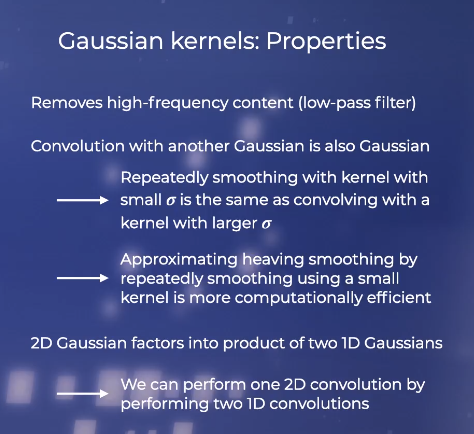 Gaussian kernels: Properties
Removes high-frequency content (low-pass filter)
Convolution with another Gaussian is also Gaussian
Repeatedly smoothing with kernel with
small σ is the same as convolving with a
kernel with larger σ
Approximating heaving smoothing by
repeatedly smoothing using a small
kernel is more computationally efficient
2D Gaussian factors into product of two 1D Gaussians
We can perform one 2D convolution by
performing two 1D convolutions